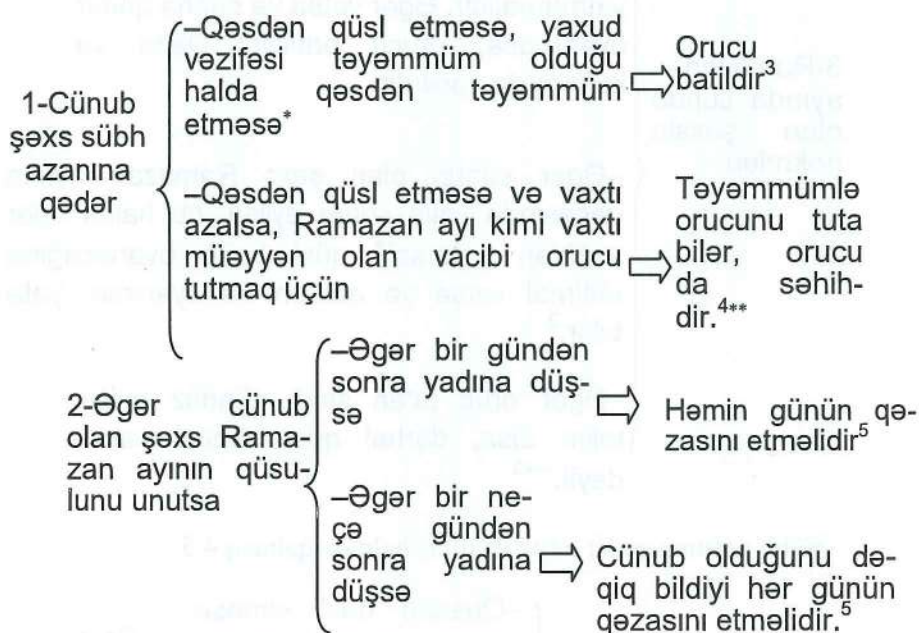 1-Cünub
şəxs sübh
azanına
qədər
–Qəsdən qüsl etməsə, yaxud
vəzifəsi təyəmmüm olduğu
halda qəsdən təyəmmüm
etməsə*
Orucu
batildir³
–Qəsdən qüsl etməsə və vaxtı
azalsa, Ramazan ayı kimi vaxtı
müəyyən olan vacibi orucu
tutmaq üçün
Təyəmmümlə
orucunu tuta
bilər, orucu
da səhih-
dir.⁴**
2-Əgər cünub
olan şəxs Rama-
zan ayının qüsu-
lunu unutsa
–Əgər bir gündən
sonra yadına düş-
sə
Həmin günün qə-
zasını etməlidir⁵
–Əgər bir ne-
çə gündən
sonra yadına
düşsə
Cünub olduğunu də-
qiq bildiyi hər günün
qəzasını etməlidir.⁵